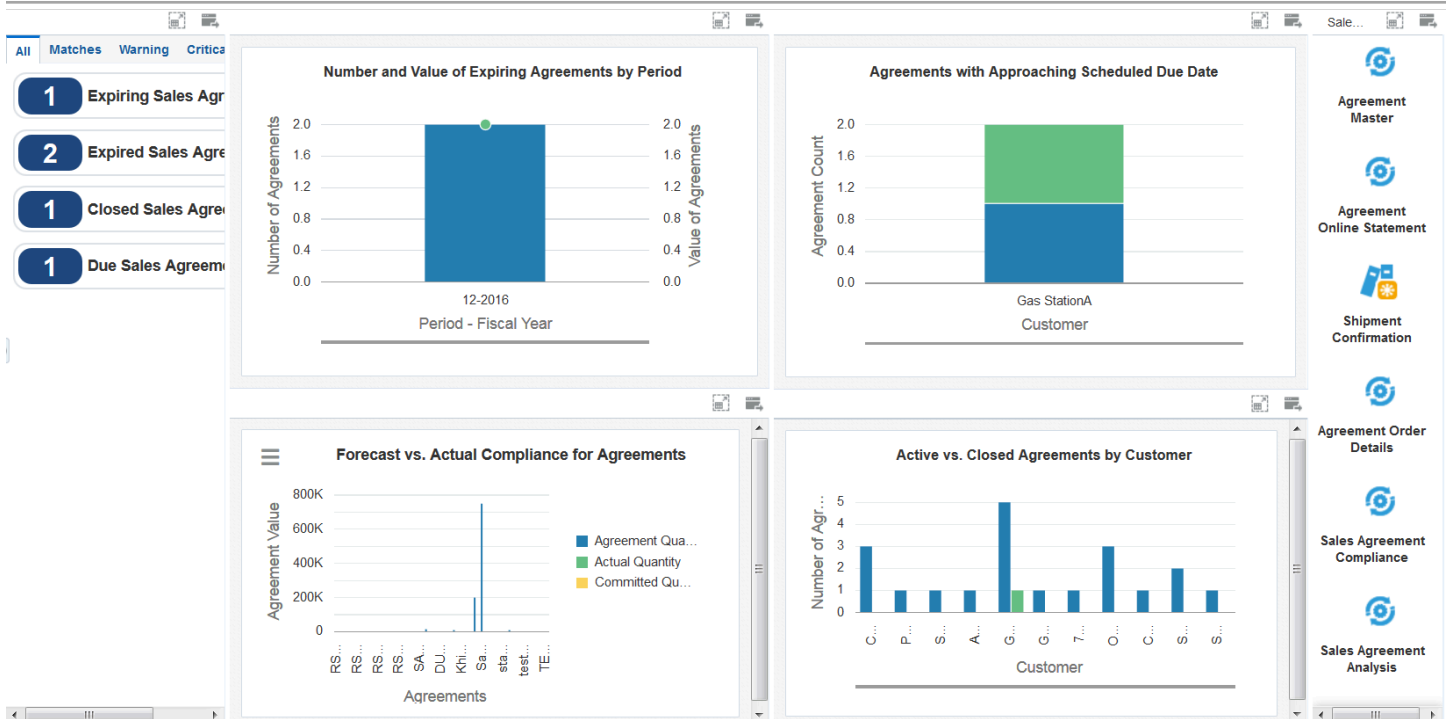 Sale...
All Matches Warning Critica
1 Expiring Sales Agr
2 Expired Sales Agre
1 Closed Sales Agree
1 Due Sales Agreeme
Number and Value of Expiring Agreements by Period
Number of Agreements
2.0
1.6
1.2
0.8
0.4
0.0
2.0
1.6
1.2
0.8
0.4
0.0
Value of Agreements
12-2016
Period - Fiscal Year
Agreements with Approaching Scheduled Due Date
Agreement Count
2.0
1.6
1.2
0.8
0.4
0.0
Gas StationA
Customer
Forecast vs. Actual Compliance for Agreements
Agreement Value
800K
600K
400K
200K
0
RS...
RS...
RS...
RS...
SA...
DU...
Khi...
Sa...
sta...
test...
TE...
Agreements
Agreement Qua...
Actual Quantity
Committed Qu...
Active vs. Closed Agreements by Customer
Number of Agr...
5
4
3
2
1
0
C...
P...
S...
A...
G...
G...
7...
O...
C...
S...
S...
Customer
Agreement
Master
Agreement
Online Statement
Shipment
Confirmation
Agreement Order
Details
Sales Agreement
Compliance
Sales Agreement
Analysis